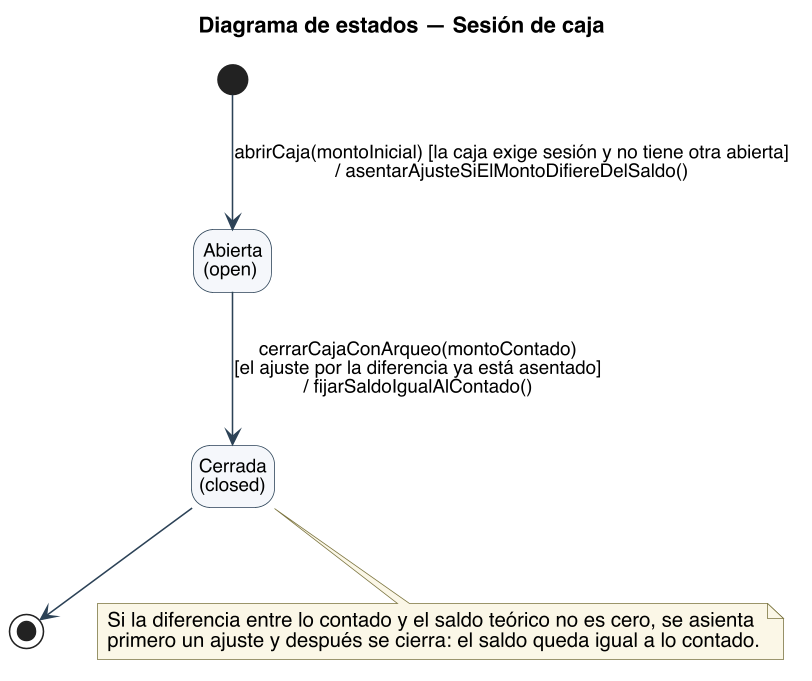 Diagrama de estados — Sesión de caja
abrirCaja(montoInicial) [la caja exige sesión y no tiene otra abierta]
/ asentarAjusteSiElMontoDifiereDelSaldo()
Abierta
(open)
cerrarCajaConArqueo(montoContado)
[el ajuste por la diferencia ya está asentado]
/ fijarSaldoIgualAlContado()
Cerrada
(closed)
Si la diferencia entre lo contado y el saldo teórico no es cero, se asienta
primero un ajuste y después se cierra: el saldo queda igual a lo contado.